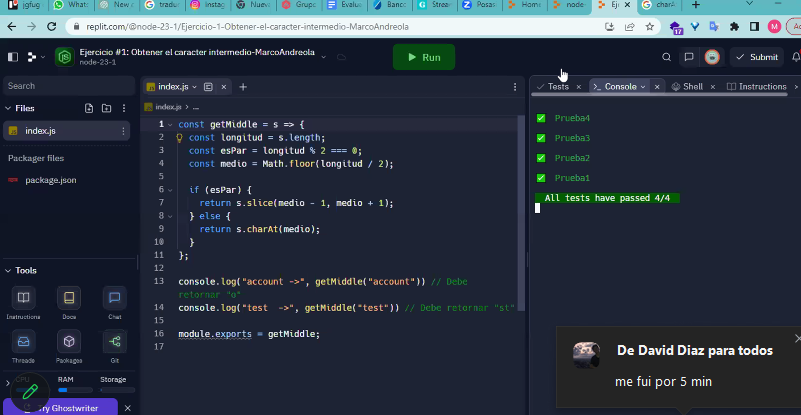 jgfug
What
New
tradu
Instag
Nuev
Grupo
Evalua
Banco
Strea
Posas
Home
node-
Eje
char4
replit.com/@node-23-1/Ejercicio-1-Obtener-el-caracter-intermedio-MarcoAndreola
Ejercicio #1: Obtener el caracter intermedio-MarcoAndreola
node-23-1
Run
Submit
Search
Files
index.js
Packager files
package.json
Tools
Instructions
Docs
Chat
Threads
Packages
Git
CPU
RAM
Storage
Try Ghostwriter
index.js
index.js > ...
1 const getMiddle = s => {
2 const longitud = s.length;
3 const esPar = longitud % 2 === 0;
4 const medio = Math.floor(longitud / 2);
5
6 if (esPar) {
7 return s.slice(medio - 1, medio + 1);
8 } else {
9 return s.charAt(medio);
10 }
11 };
12
13 console.log("account ->", getMiddle("account")) // Debe
retornar "o"
14 console.log("test ->", getMiddle("test")) // Debe retornar "st"
15
16 module.exports = getMiddle;
17
Tests
Console
Shell
Instructions
Prueba4
Prueba3
Prueba2
Prueba1
All tests have passed 4/4
De David Diaz para todos
me fui por 5 min